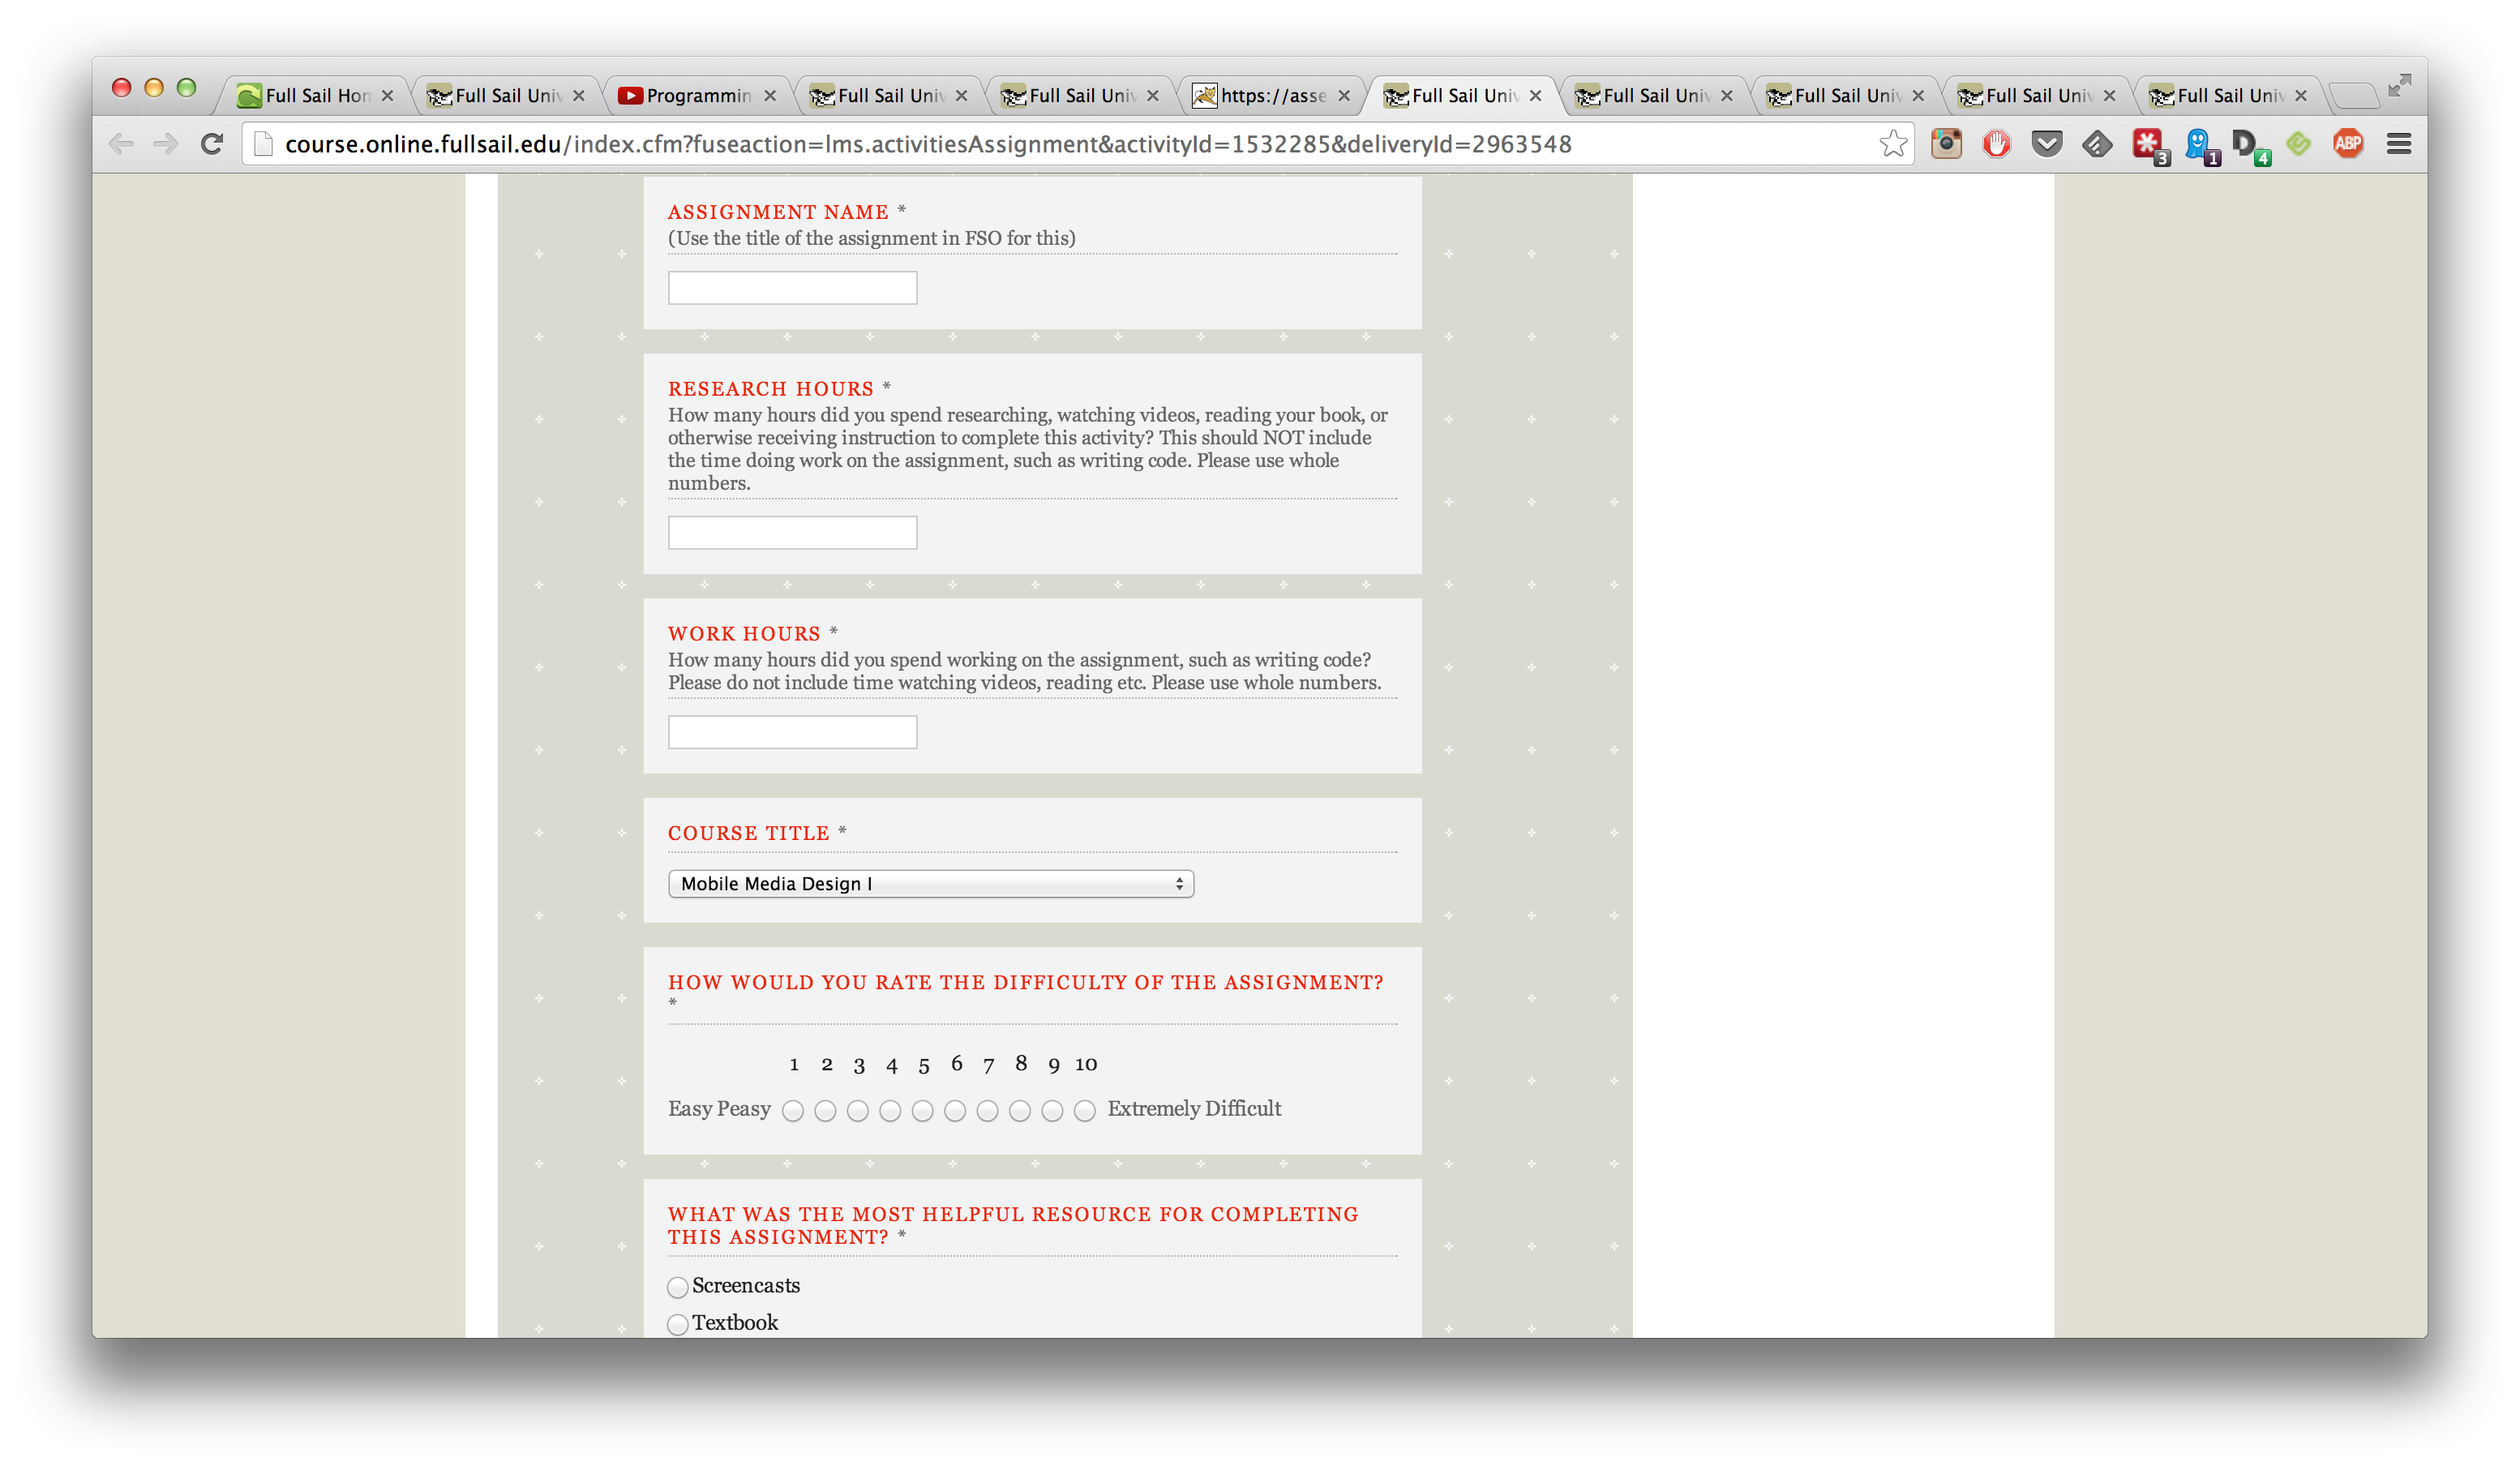 Full Sail Hon
Full Sail Univ
Programmin
Full Sail Univ
Full Sail Univ
https://asse
Full Sail Univ
Full Sail Univ
Full Sail Univ
Full Sail Univ
Full Sail Univ
course.online.fullsail.edu/index.cfm?fuseaction=lms.activitiesAssignment&activityId=1532285&deliveryId=2963548
3
1
D
4
ABP
ASSIGNMENT NAME *
(Use the title of the assignment in FSO for this)
RESEARCH HOURS *
How many hours did you spend researching, watching videos, reading your book, or
otherwise receiving instruction to complete this activity? This should NOT include
the time doing work on the assignment, such as writing code. Please use whole
numbers.
WORK HOURS *
How many hours did you spend working on the assignment, such as writing code?
Please do not include time watching videos, reading etc. Please use whole numbers.
COURSE TITLE *
Mobile Media Design I
HOW WOULD YOU RATE THE DIFFICULTY OF THE ASSIGNMENT?
*
1 2 3 4 5 6 7 8 9 10
Easy Peasy Extremely Difficult
WHAT WAS THE MOST HELPFUL RESOURCE FOR COMPLETING
THIS ASSIGNMENT? *
Screencasts
Textbook